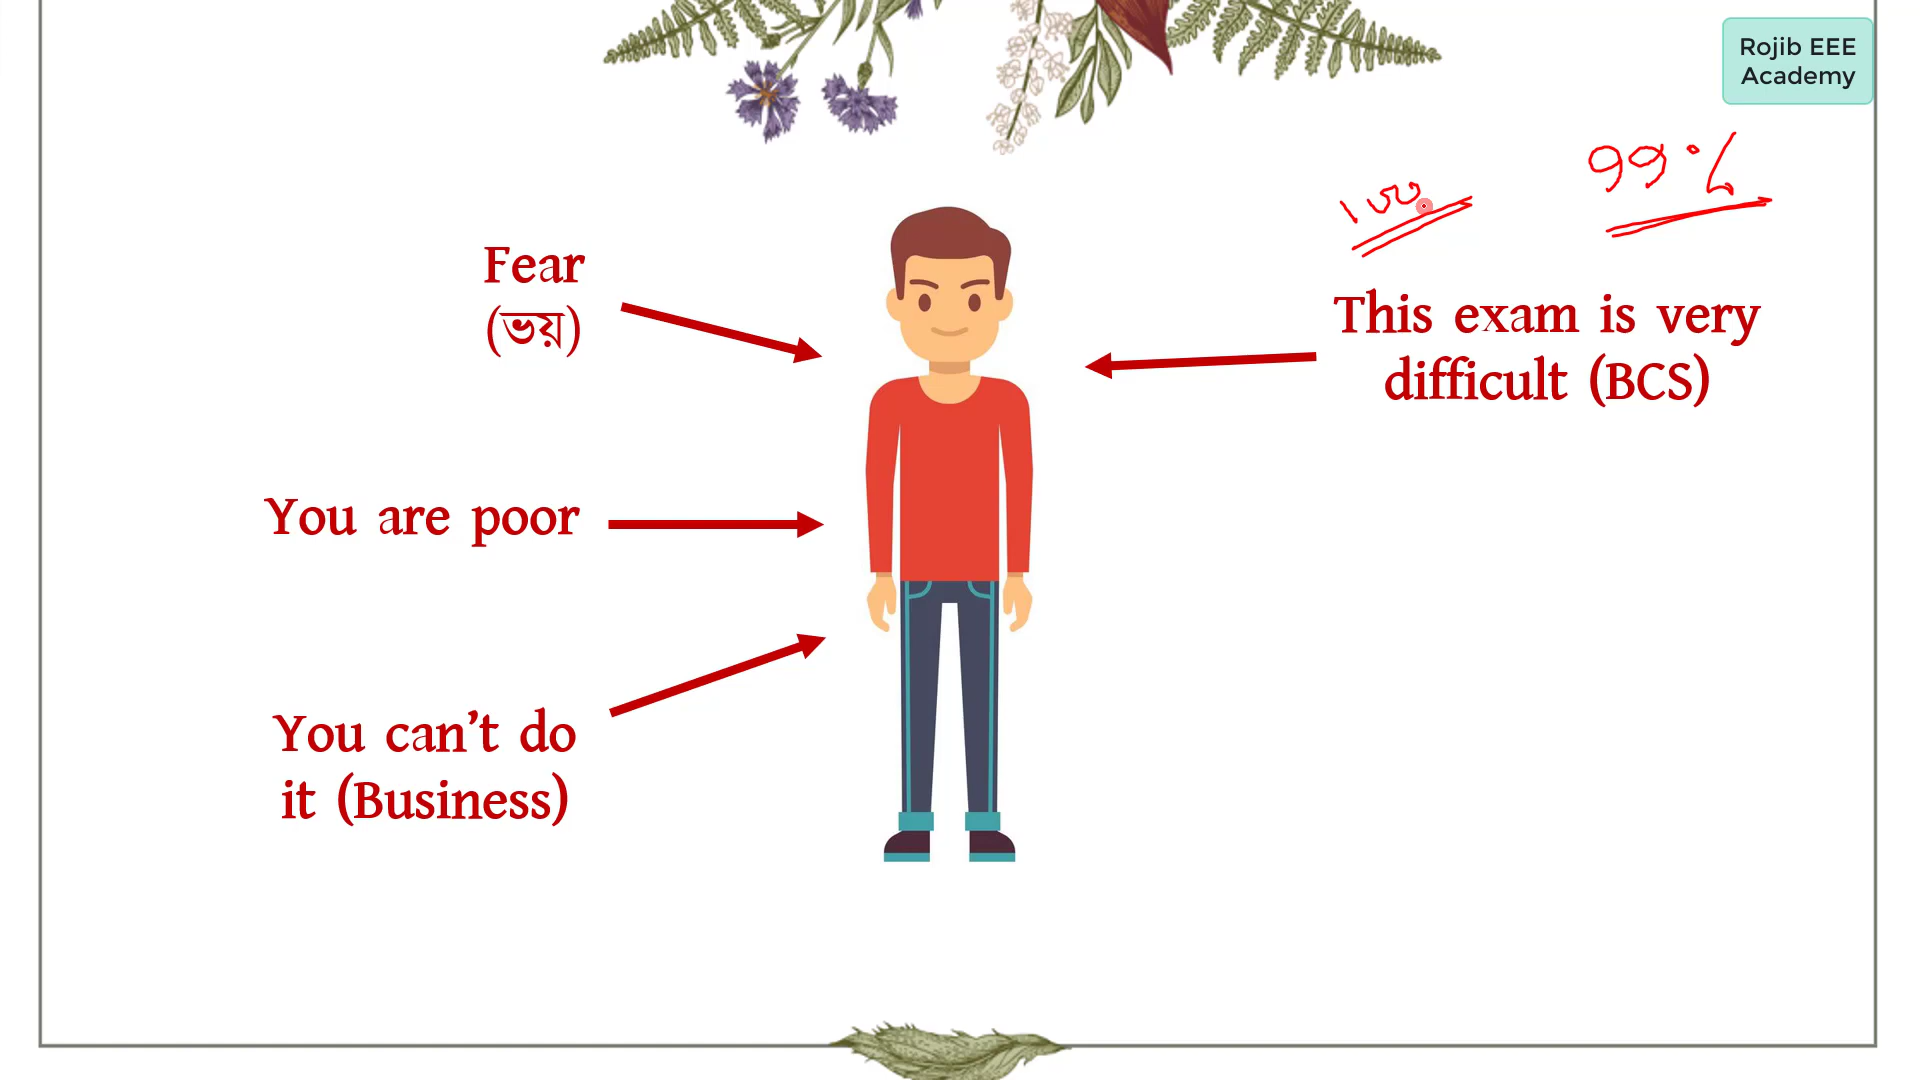 Rojib EEE
Academy
100
99%
Fear
(ভয়)
This exam is very
difficult (BCS)
You are poor
You can't do
it (Business)